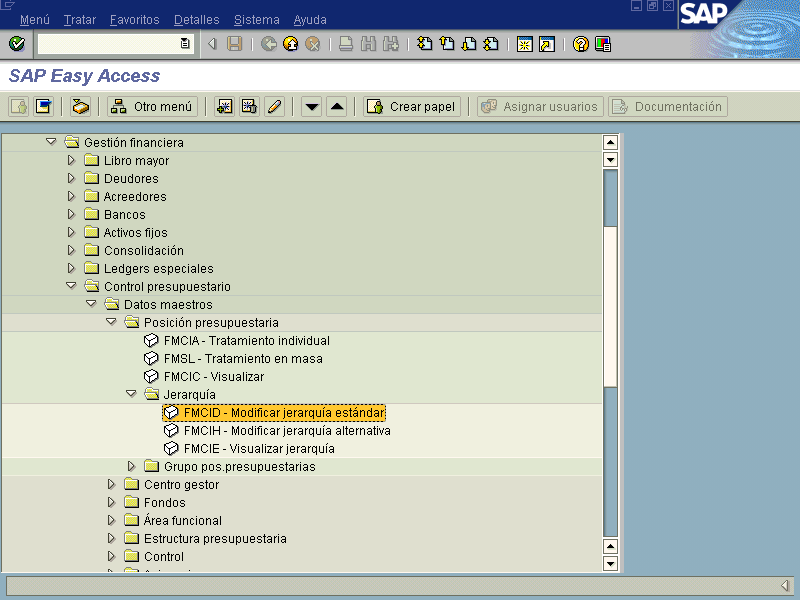 Menú Tratar Favoritos Detalles Sistema Ayuda
SAP
SAP Easy Access
Otro menú Crear papel Asignar usuarios Documentación
Gestión financiera
Libro mayor
Deudores
Acreedores
Bancos
Activos fijos
Consolidación
Ledgers especiales
Control presupuestario
Datos maestros
Posición presupuestaria
FMCIA - Tratamiento individual
FMSL - Tratamiento en masa
FMCIC - Visualizar
Jerarquía
FMCID - Modificar jerarquía estándar
FMCIH - Modificar jerarquía alternativa
FMCIE - Visualizar jerarquía
Grupo pos.presupuestarias
Centro gestor
Fondos
Área funcional
Estructura presupuestaria
Control